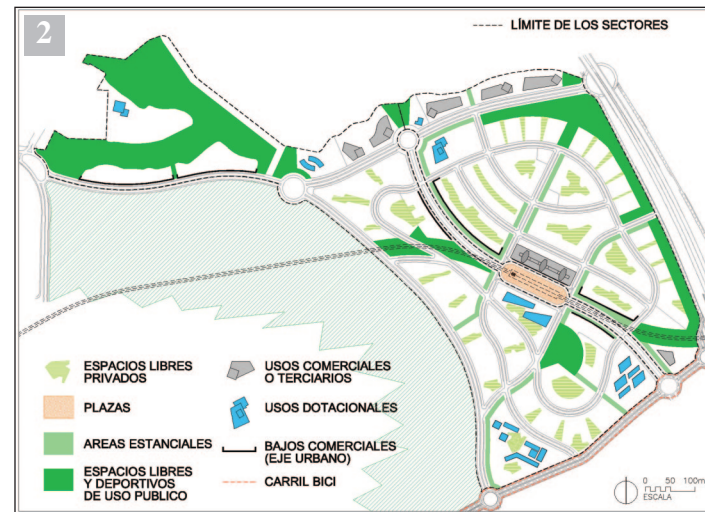 2
LÍMITE DE LOS SECTORES
ESPACIOS LIBRES
PRIVADOS
PLAZAS
AREAS ESTANCIALES
ESPACIOS LIBRES
Y DEPORTIVOS
DE USO PUBLICO
USOS COMERCIALES
O TERCIARIOS
USOS DOTACIONALES
BAJOS COMERCIALES
(EJE URBANO)
CARRIL BICI
0 50 100m
ESCALA